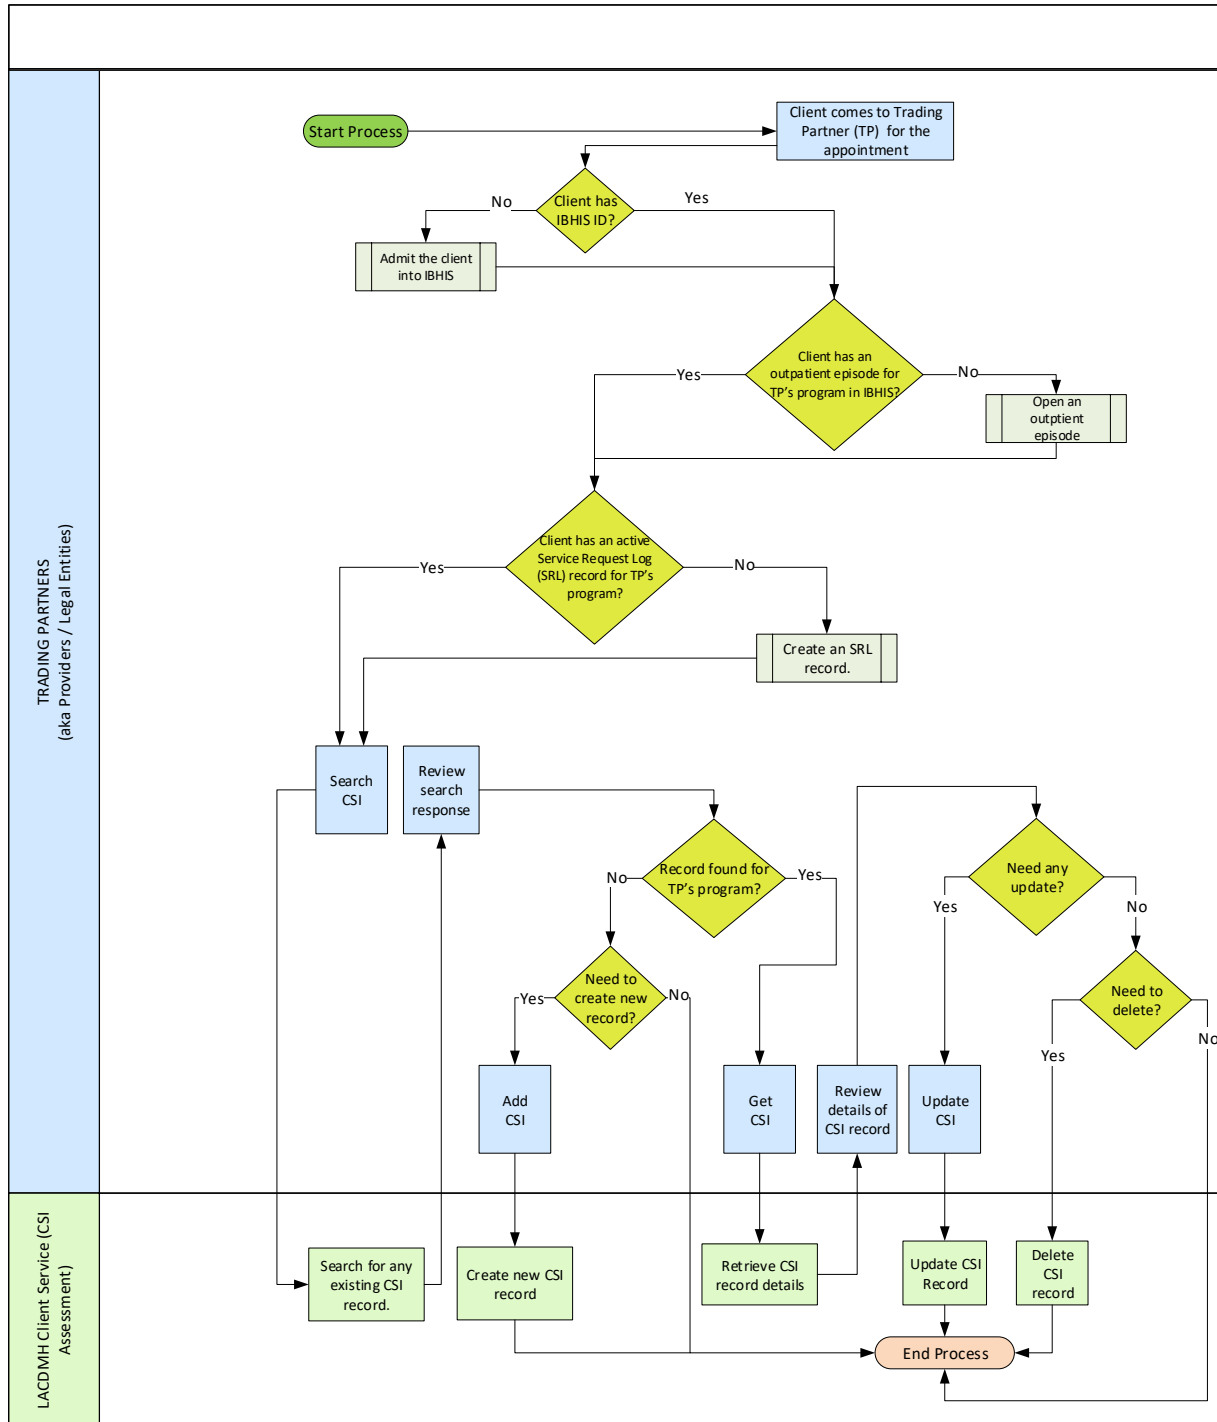 Start Process
Client comes to Trading
Partner (TP)  for the
appointment
Client has
IBHIS ID?
No
Yes
Admit the client
into IBHIS
Client has an
outpatient episode for
TP's program in IBHIS?
Yes
No
Open an
outptient
episode
Client has an active
Service Request Log
(SRL) record for TP's
program?
Yes
No
Create an SRL
record.
TRADING PARTNERS
(aka Providers / Legal Entities)
Search
CSI
Review
search
response
Record found for
TP's program?
No
Yes
Need any
update?
Yes
No
Need to
create new
record?
Yes
No
Need to
delete?
Yes
No
Add
CSI
Get
CSI
Review
details of
CSI record
Update
CSI
LACDMH Client Service (CSI
Assessment)
Search for any
existing CSI
record.
Create new CSI
record
Retrieve CSI
record details
Update CSI
Record
Delete
CSI
record
End Process